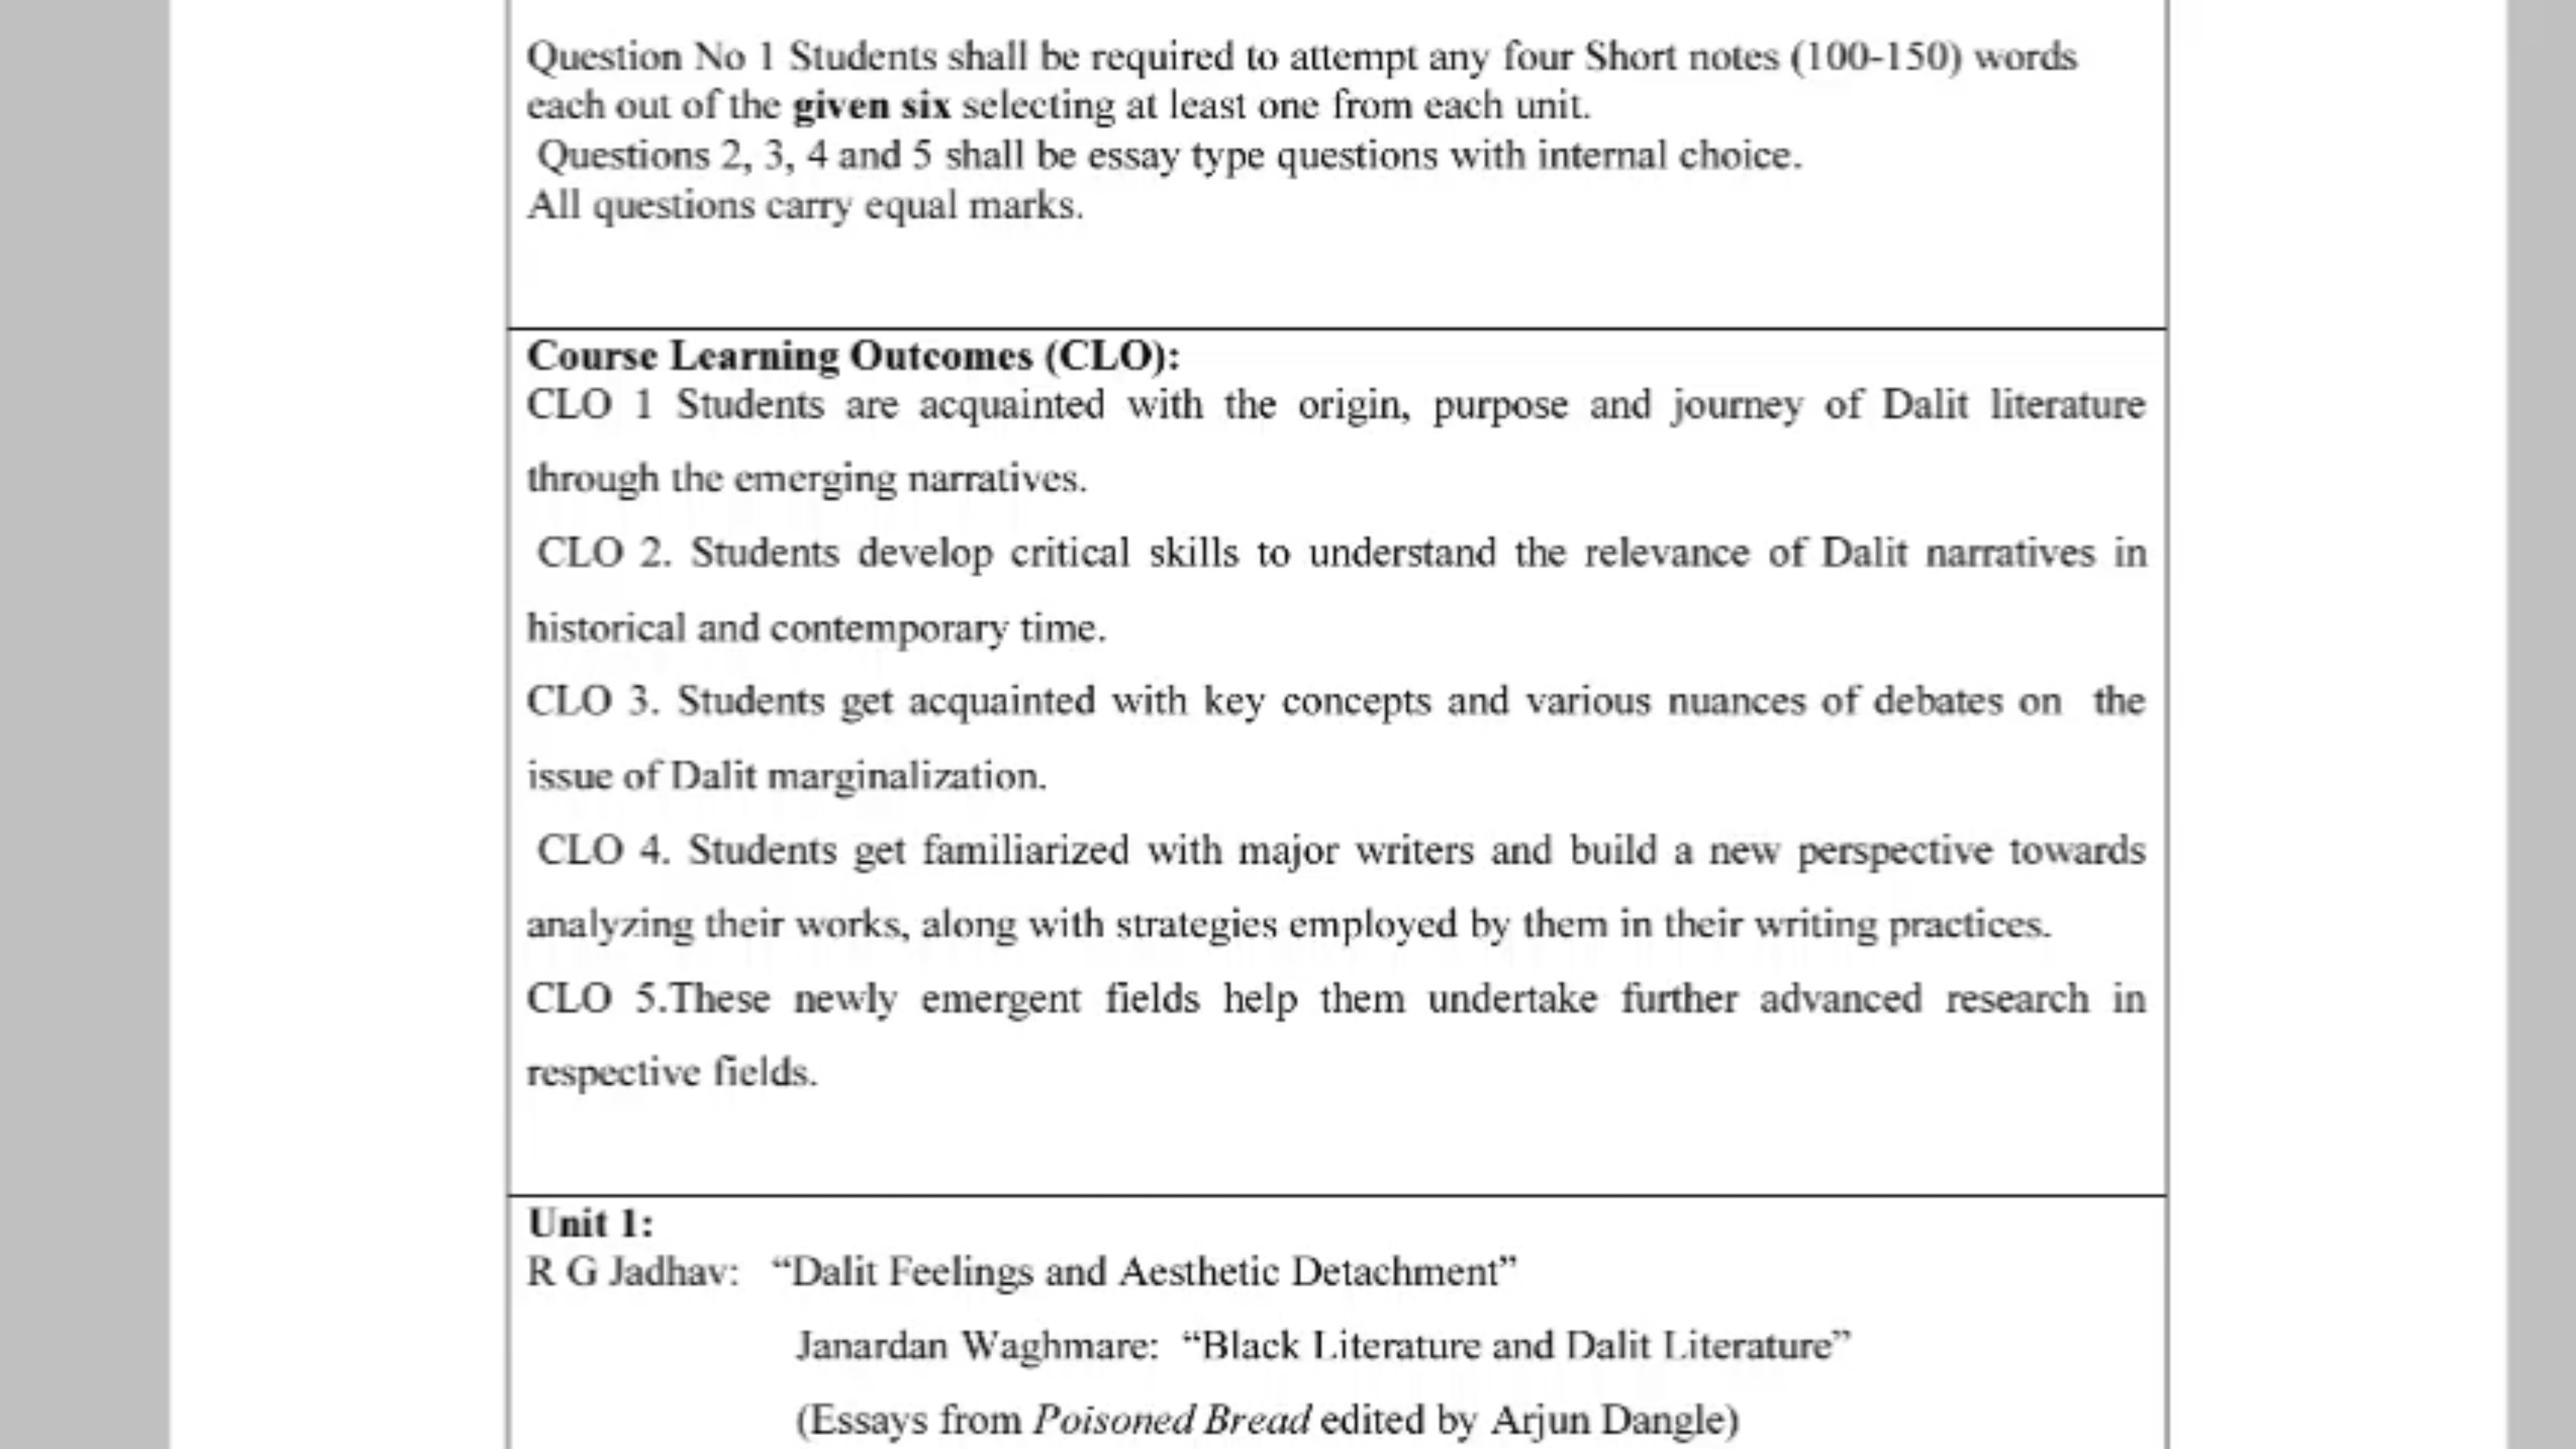 Question No 1 Students shall be required to attempt any four Short notes (100-150) words
each out of the given six selecting at least one from each unit.
Questions 2, 3, 4 and 5 shall be essay type questions with internal choice.
All questions carry equal marks.
Course Learning Outcomes (CLO):
CLO 1 Students are acquainted with the origin, purpose and journey of Dalit literature
through the emerging narratives.
CLO 2. Students develop critical skills to understand the relevance of Dalit narratives in
historical and contemporary time.
CLO 3. Students get acquainted with key concepts and various nuances of debates on the
issue of Dalit marginalization.
CLO 4. Students get familiarized with major writers and build a new perspective towards
analyzing their works, along with strategies employed by them in their writing practices.
CLO 5.These newly emergent fields help them undertake further advanced research in
respective fields.
Unit 1:
R G Jadhav: “Dalit Feelings and Aesthetic Detachment”
Janardan Waghmare: “Black Literature and Dalit Literature”
(Essays from Poisoned Bread edited by Arjun Dangle)